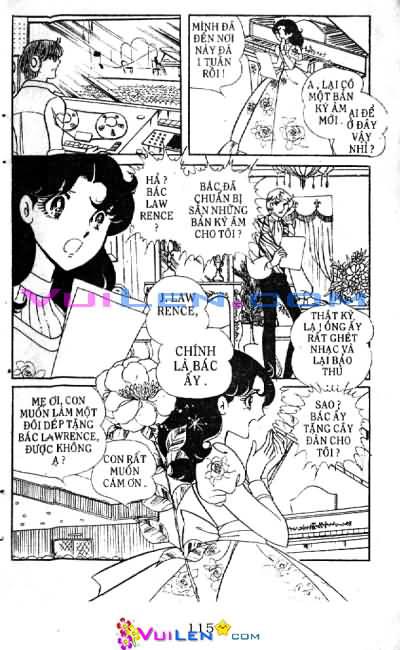 MÌNH ĐÃ
ĐẾN NƠI
NÀY ĐÃ
1 TUẦN
RỒI !
A, LẠI CÓ
MỘT BẢN
KÝ ÂM
MỚI.
AI ĐỂ
Ở ĐÂY
VẬY
NHỈ ?
HẢ ?
BÁC
LAW
RENCE
?
BÁC ĐÃ
CHUẨN BỊ
SẴN NHỮNG
BẢN KÝ ÂM
CHO TÔI ?
J. LAW
RENCE,
CHÍNH
LÀ BÁC
ẤY .
THẬT KỲ
LẠ ! ÔNG ẤY
RẤT GHÉT
NHẠC VÀ
LẠI BẢO
THỦ
VUILEN.COM
MẸ ƠI, CON
MUỐN LÀM MỘT
ĐÔI DÉP TẶNG
BÁC LAWRENCE,
ĐƯỢC KHÔNG
Ạ ?
CON RẤT
MUỐN
CẢM ƠN .
SAO ?
BÁC ẤY
TẶNG CÂY
ĐÀN CHO
TÔI ?
115
VUILEN.COM